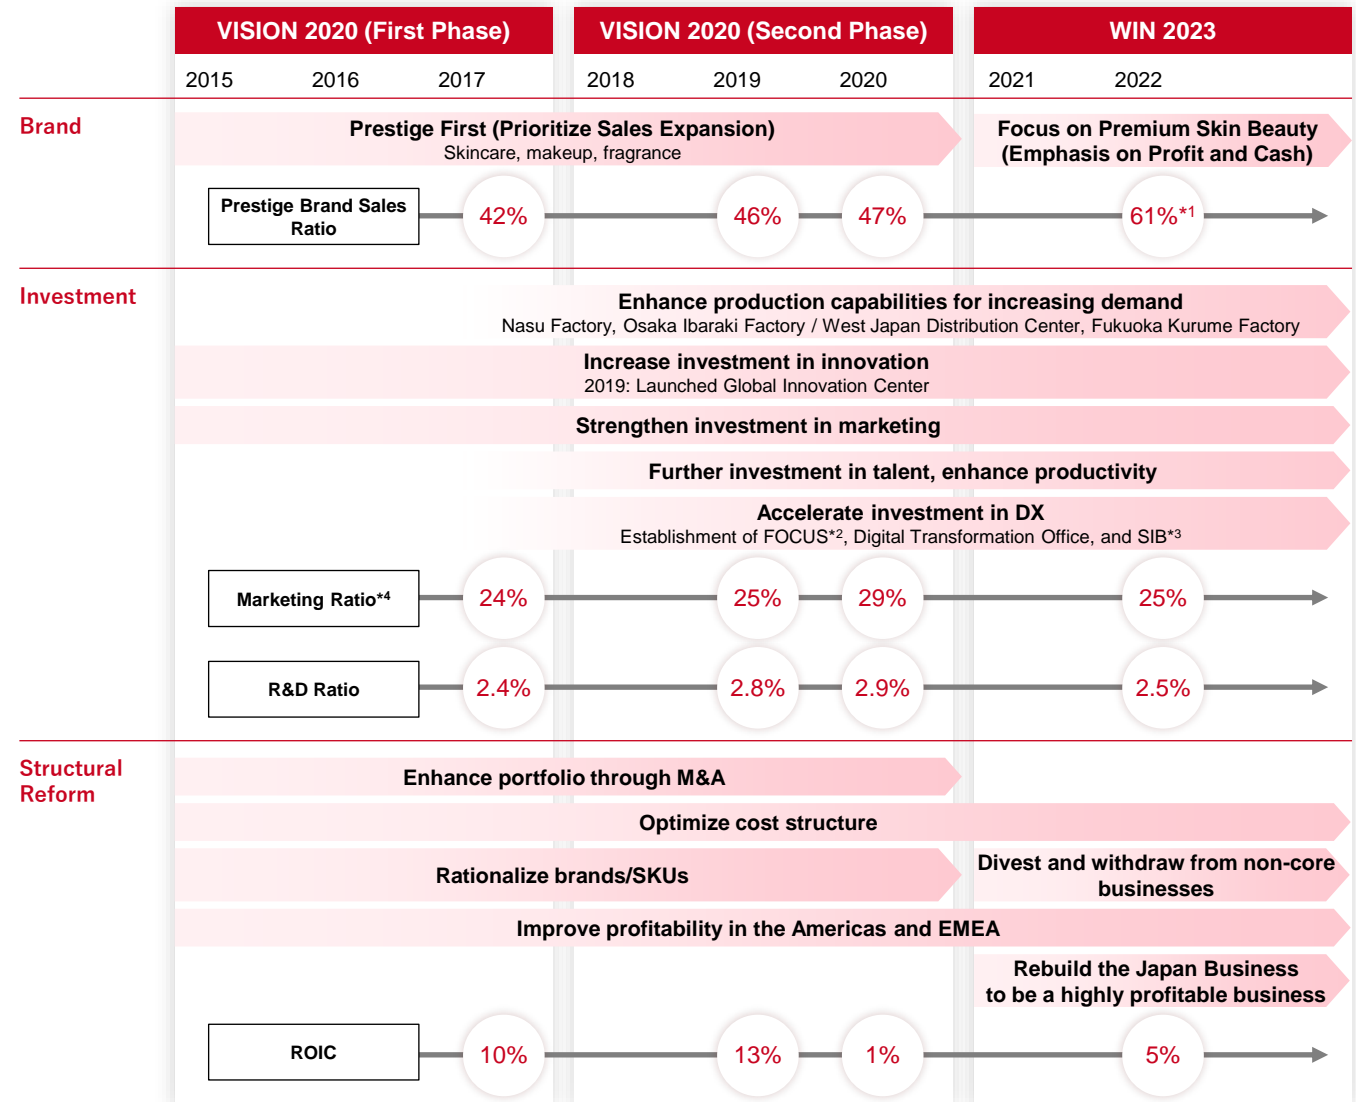 VISION 2020 (First Phase)
VISION 2020 (Second Phase)
WIN 2023
2015
2016
2017
2018
2019
2020
2021
2022
Brand
Prestige First (Prioritize Sales Expansion)
Skincare, makeup, fragrance
Focus on Premium Skin Beauty
(Emphasis on Profit and Cash)
Prestige Brand Sales
Ratio
42%
46%
47%
61%*1
Investment
Enhance production capabilities for increasing demand
Nasu Factory, Osaka Ibaraki Factory / West Japan Distribution Center, Fukuoka Kurume Factory
Increase investment in innovation
2019: Launched Global Innovation Center
Strengthen investment in marketing
Further investment in talent, enhance productivity
Accelerate investment in DX
Establishment of FOCUS*2, Digital Transformation Office, and SIB*3
Marketing Ratio*4
24%
25%
29%
25%
R&D Ratio
2.4%
2.8%
2.9%
2.5%
Structural
Reform
Enhance portfolio through M&A
Optimize cost structure
Rationalize brands/SKUs
Divest and withdraw from non-core
businesses
Improve profitability in the Americas and EMEA
Rebuild the Japan Business
to be a highly profitable business
ROIC
10%
13%
1%
5%